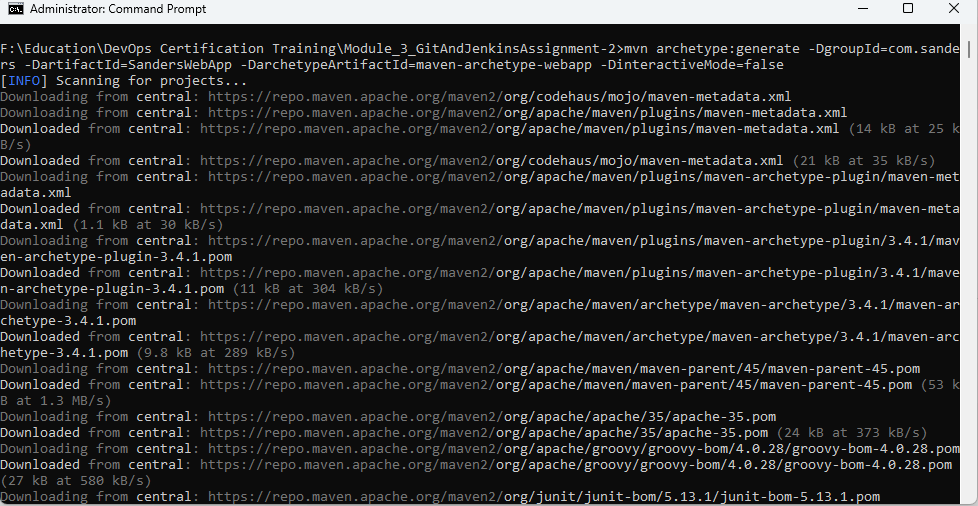 Administrator: Command Prompt
F:\Education\DevOps Certification Training\Module_3_GitAndJenkinsAssignment-2>mvn archetype:generate -DgroupId=com.sande
rs -DartifactId=SandersWebApp -DarchetypeArtifactId=maven-archetype-webapp -DinteractiveMode=false
[INFO] Scanning for projects...
Downloading from central: https://repo.maven.apache.org/maven2/org/codehaus/mojo/maven-metadata.xml
Downloading from central: https://repo.maven.apache.org/maven2/org/apache/maven/plugins/maven-metadata.xml
Downloaded from central: https://repo.maven.apache.org/maven2/org/apache/maven/plugins/maven-metadata.xml (14 kB at 25 k
B/s)
Downloaded from central: https://repo.maven.apache.org/maven2/org/codehaus/mojo/maven-metadata.xml (21 kB at 35 kB/s)
Downloading from central: https://repo.maven.apache.org/maven2/org/apache/maven/plugins/maven-archetype-plugin/maven-met
adata.xml
Downloaded from central: https://repo.maven.apache.org/maven2/org/apache/maven/plugins/maven-archetype-plugin/maven-meta
data.xml (1.1 kB at 30 kB/s)
Downloading from central: https://repo.maven.apache.org/maven2/org/apache/maven/plugins/maven-archetype-plugin/3.4.1/mav
en-archetype-plugin-3.4.1.pom
Downloaded from central: https://repo.maven.apache.org/maven2/org/apache/maven/plugins/maven-archetype-plugin/3.4.1/mave
n-archetype-plugin-3.4.1.pom (11 kB at 304 kB/s)
Downloading from central: https://repo.maven.apache.org/maven2/org/apache/maven/archetype/maven-archetype/3.4.1/maven-ar
chetype-3.4.1.pom
Downloaded from central: https://repo.maven.apache.org/maven2/org/apache/maven/archetype/maven-archetype/3.4.1/maven-arc
hetype-3.4.1.pom (9.8 kB at 289 kB/s)
Downloading from central: https://repo.maven.apache.org/maven2/org/apache/maven/maven-parent/45/maven-parent-45.pom
Downloaded from central: https://repo.maven.apache.org/maven2/org/apache/maven/maven-parent/45/maven-parent-45.pom (53 k
B at 1.3 MB/s)
Downloading from central: https://repo.maven.apache.org/maven2/org/apache/apache/35/apache-35.pom
Downloaded from central: https://repo.maven.apache.org/maven2/org/apache/apache/35/apache-35.pom (24 kB at 373 kB/s)
Downloading from central: https://repo.maven.apache.org/maven2/org/apache/groovy/groovy-bom/4.0.28/groovy-bom-4.0.28.pom
Downloaded from central: https://repo.maven.apache.org/maven2/org/apache/groovy/groovy-bom/4.0.28/groovy-bom-4.0.28.pom
(27 kB at 580 kB/s)
Downloading from central: https://repo.maven.apache.org/maven2/org/junit/junit-bom/5.13.1/junit-bom-5.13.1.pom